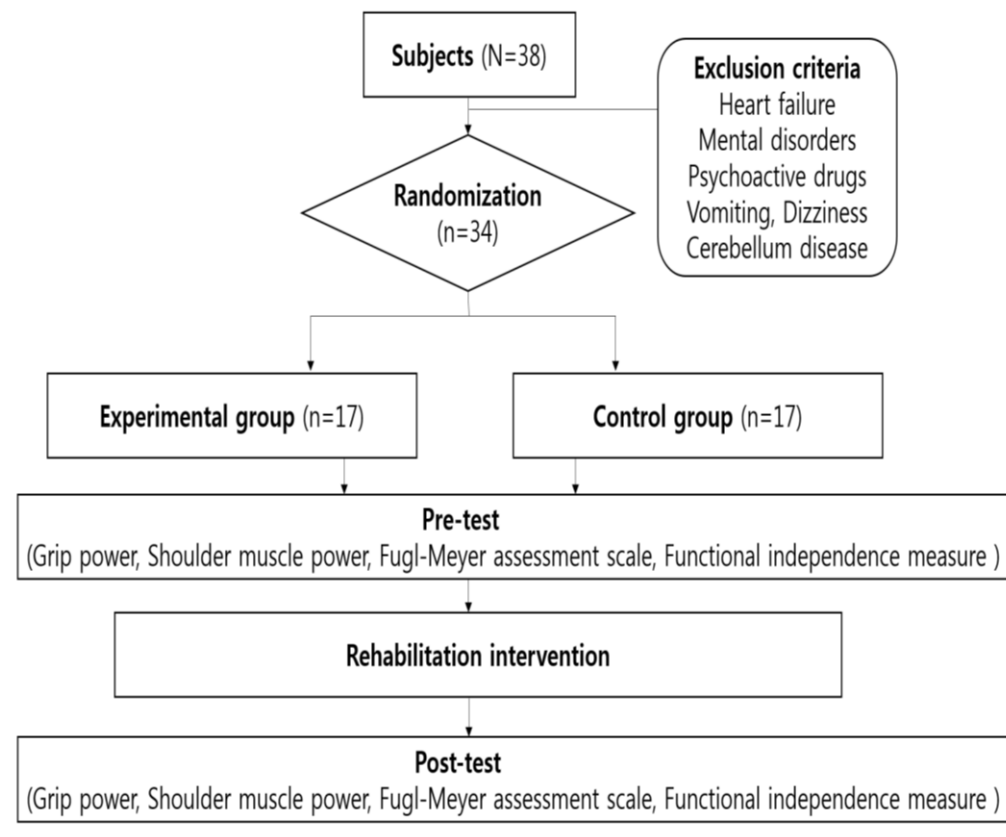 Subjects (N=38)
Exclusion criteria
Heart failure
Mental disorders
Psychoactive drugs
Vomiting, Dizziness
Cerebellum disease
Randomization
(n=34)
Experimental group (n=17)
Control group (n=17)
Pre-test
(Grip power, Shoulder muscle power, Fugl-Meyer assessment scale, Functional independence measure )
Rehabilitation intervention
Post-test
(Grip power, Shoulder muscle power, Fugl-Meyer assessment scale, Functional independence measure )